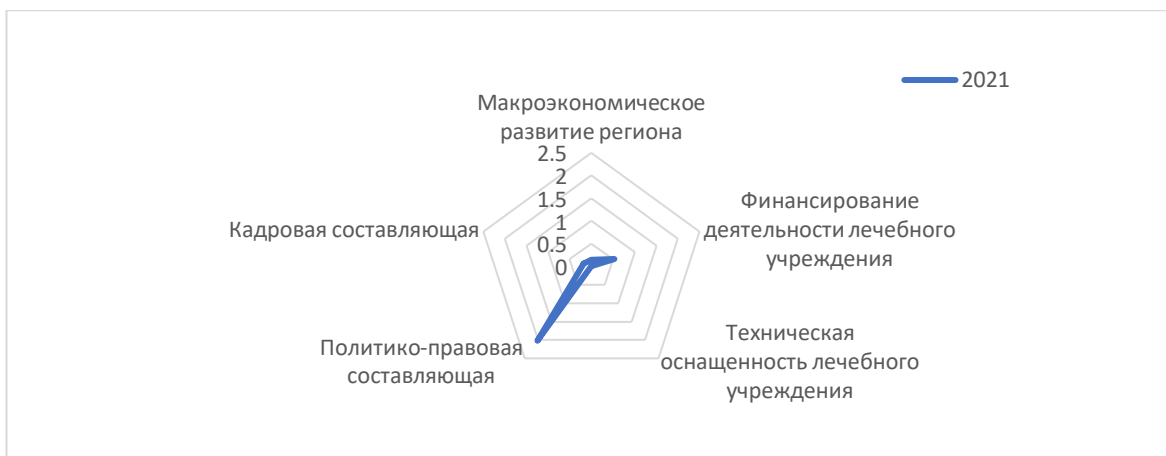 2021
Макроэкономическое
развитие региона
2.5
2
1.5
1
0.5
0
Финансирование
деятельности лечебного
учреждения
Техническая
оснащенность лечебного
учреждения
Политико-правовая
составляющая
Кадровая составляющая